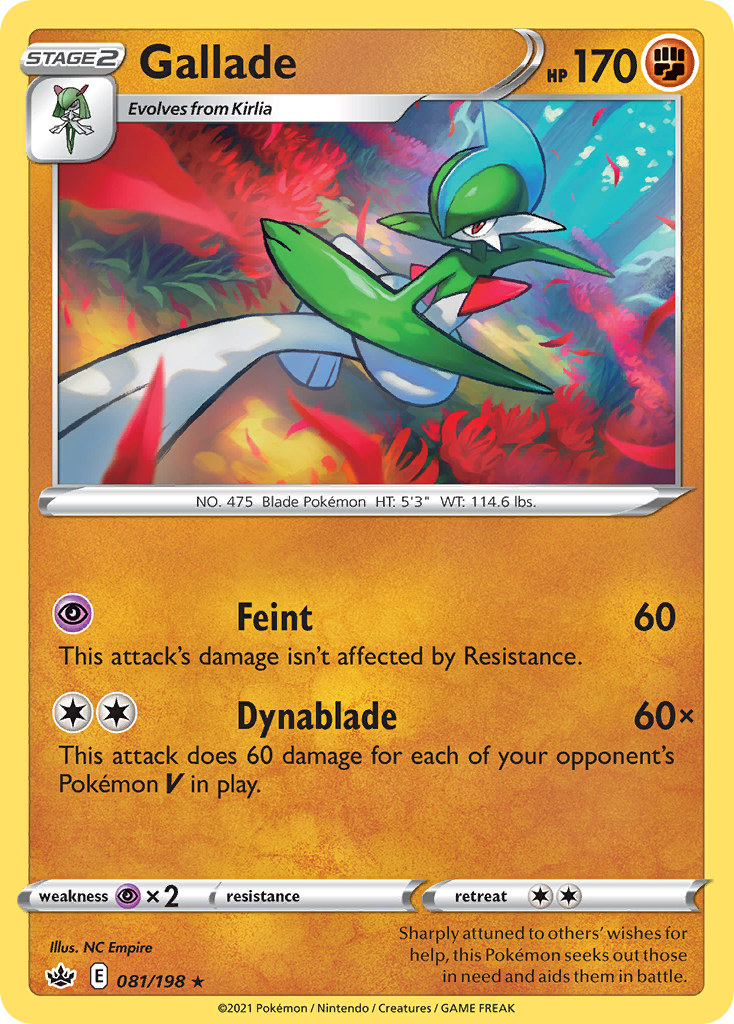 STAGE 2 Gallade HP 170
Evolves from Kirlia
NO. 475 Blade Pokémon HT: 5'3" WT: 114.6 lbs.
Feint 60
This attack's damage isn't affected by Resistance.
Dynablade 60×
This attack does 60 damage for each of your opponent's
Pokémon V in play.
weakness ×2 resistance retreat
Illus. NC Empire
Sharply attuned to others' wishes for
help, this Pokémon seeks out those
in need and aids them in battle.
E 081/198 ★
©2021 Pokémon / Nintendo / Creatures / GAME FREAK